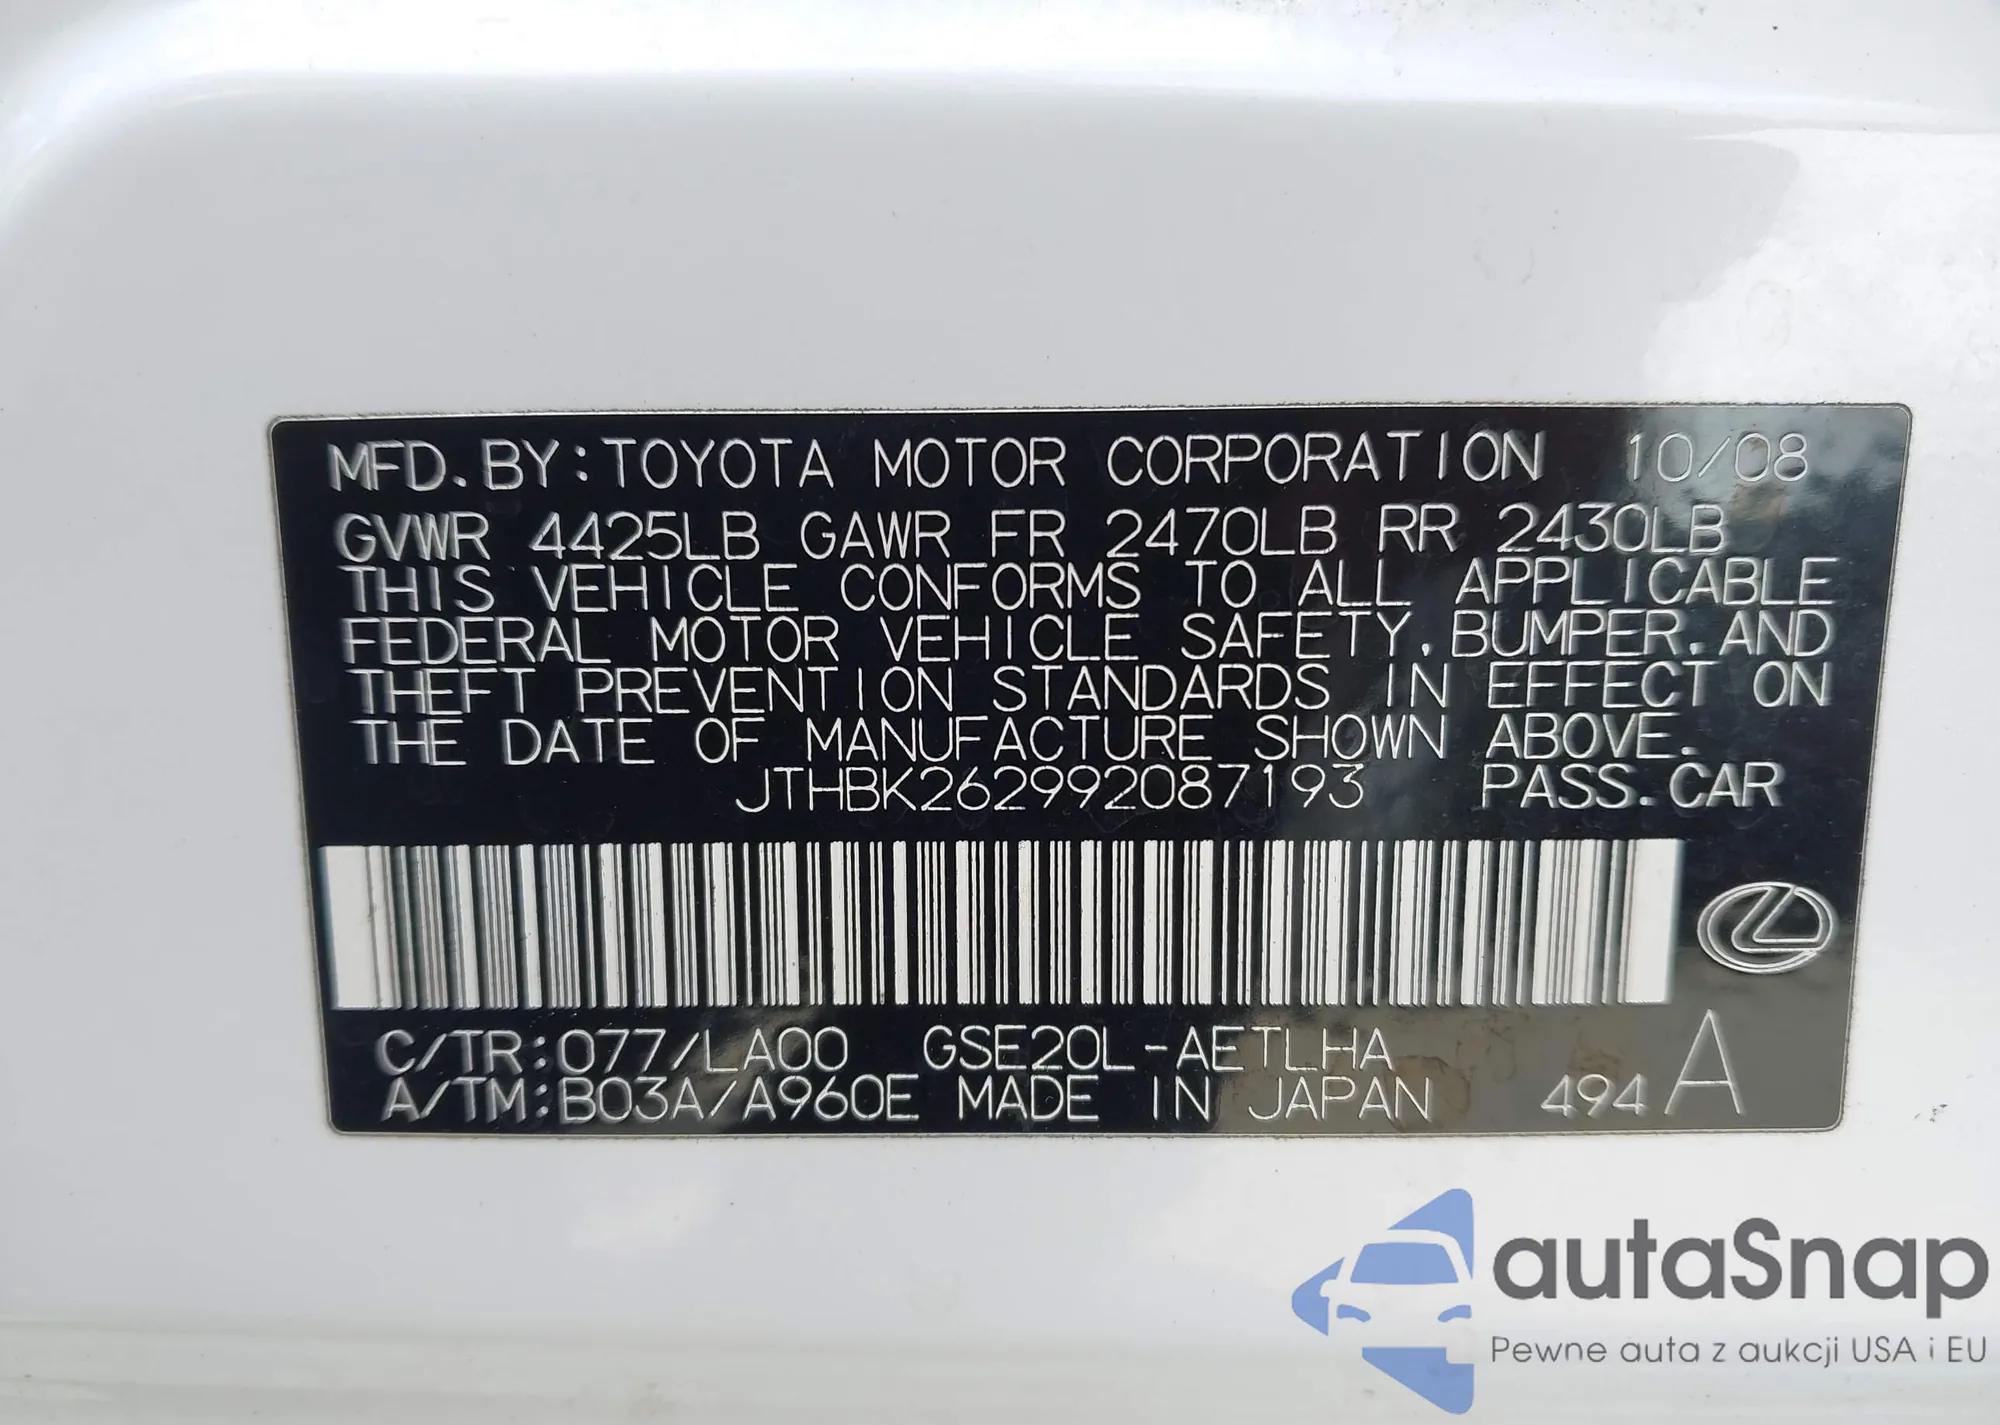 MFD. BY: TOYOTA MOTOR CORPORATION 10/08
GVWR 4425LB GAWR FR 2470LB RR 2430LB
THIS VEHICLE CONFORMS TO ALL APPLICABLE
FEDERAL MOTOR VEHICLE SAFETY, BUMPER, AND
THEFT PREVENTION STANDARDS IN EFFECT ON
THE DATE OF MANUFACTURE SHOWN ABOVE.
JTHBK262992087193 PASS. CAR
C/TR: 077/LA00 GSE20L-AETLHA
A/TM: B03A/A960E MADE IN JAPAN 494 A
autaSnap
Pewne auta z aukcji USA i EU